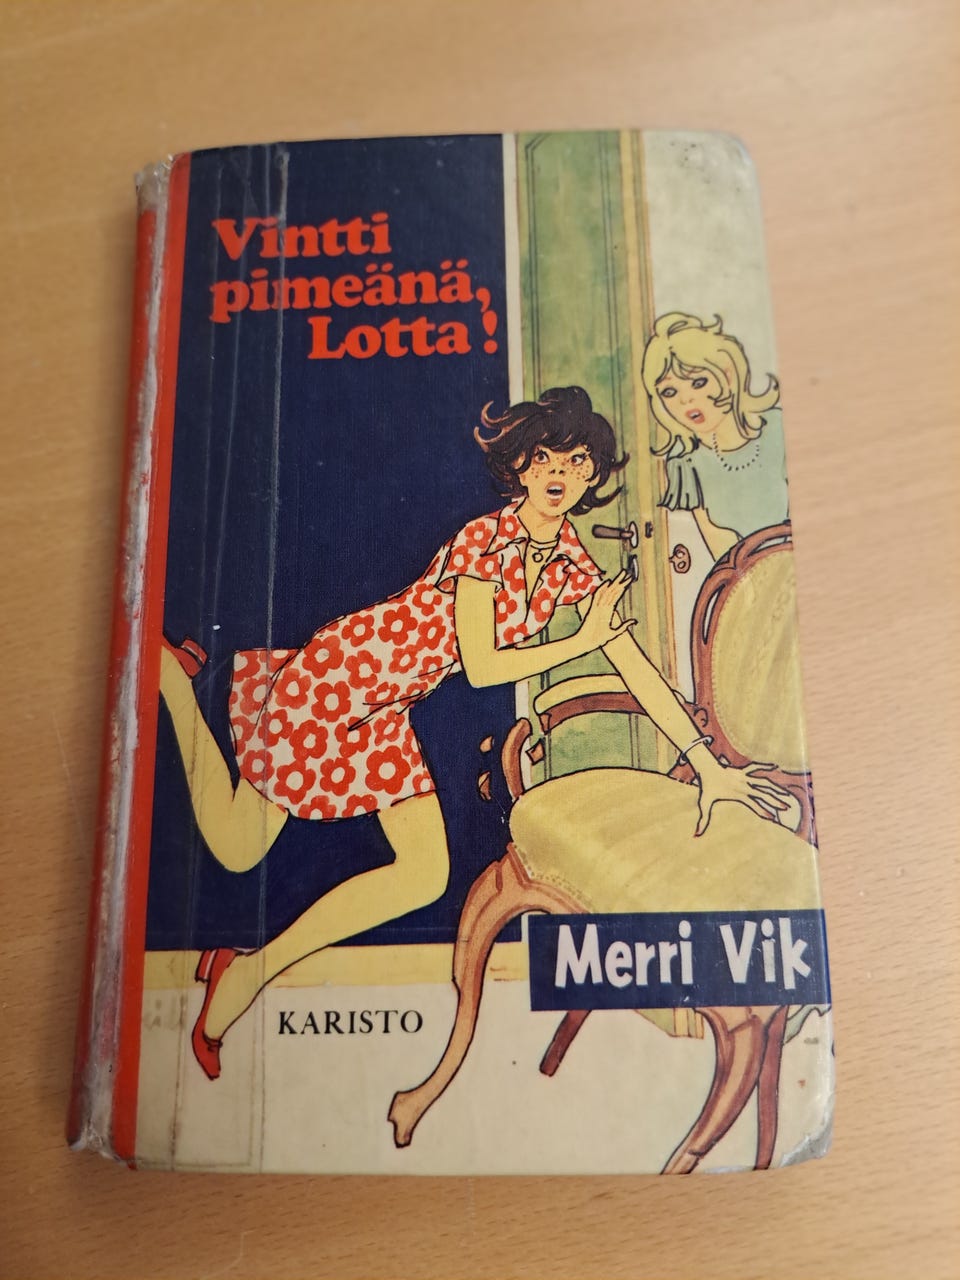 Vintti
pimeänä,
Lotta!
Merri Vik
KARISTO